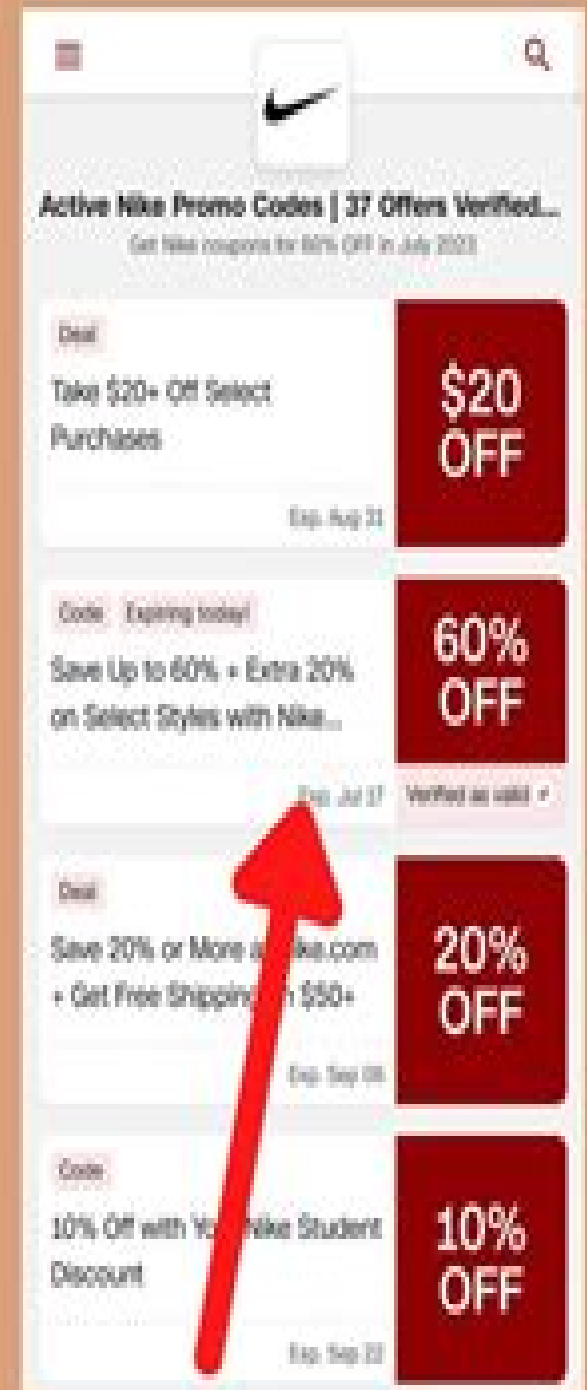 Active Nike Promo Codes | 37 Offers Verified...
Get Nike coupons for 60% OFF in July 2023
Deal
Take $20+ Off Select
Purchases
$20
OFF
Exp. Aug 31
Code Expiring today!
Save Up to 60% + Extra 20%
on Select Styles with Nike...
60%
OFF
Exp. Jul 17 Verified as valid ✓
Deal
Save 20% or More Nike.com
+ Get Free Shipping $50+
20%
OFF
Exp. Sep
Code
10% Off with Nike Student
Discount
10%
OFF
Exp. Sep 22